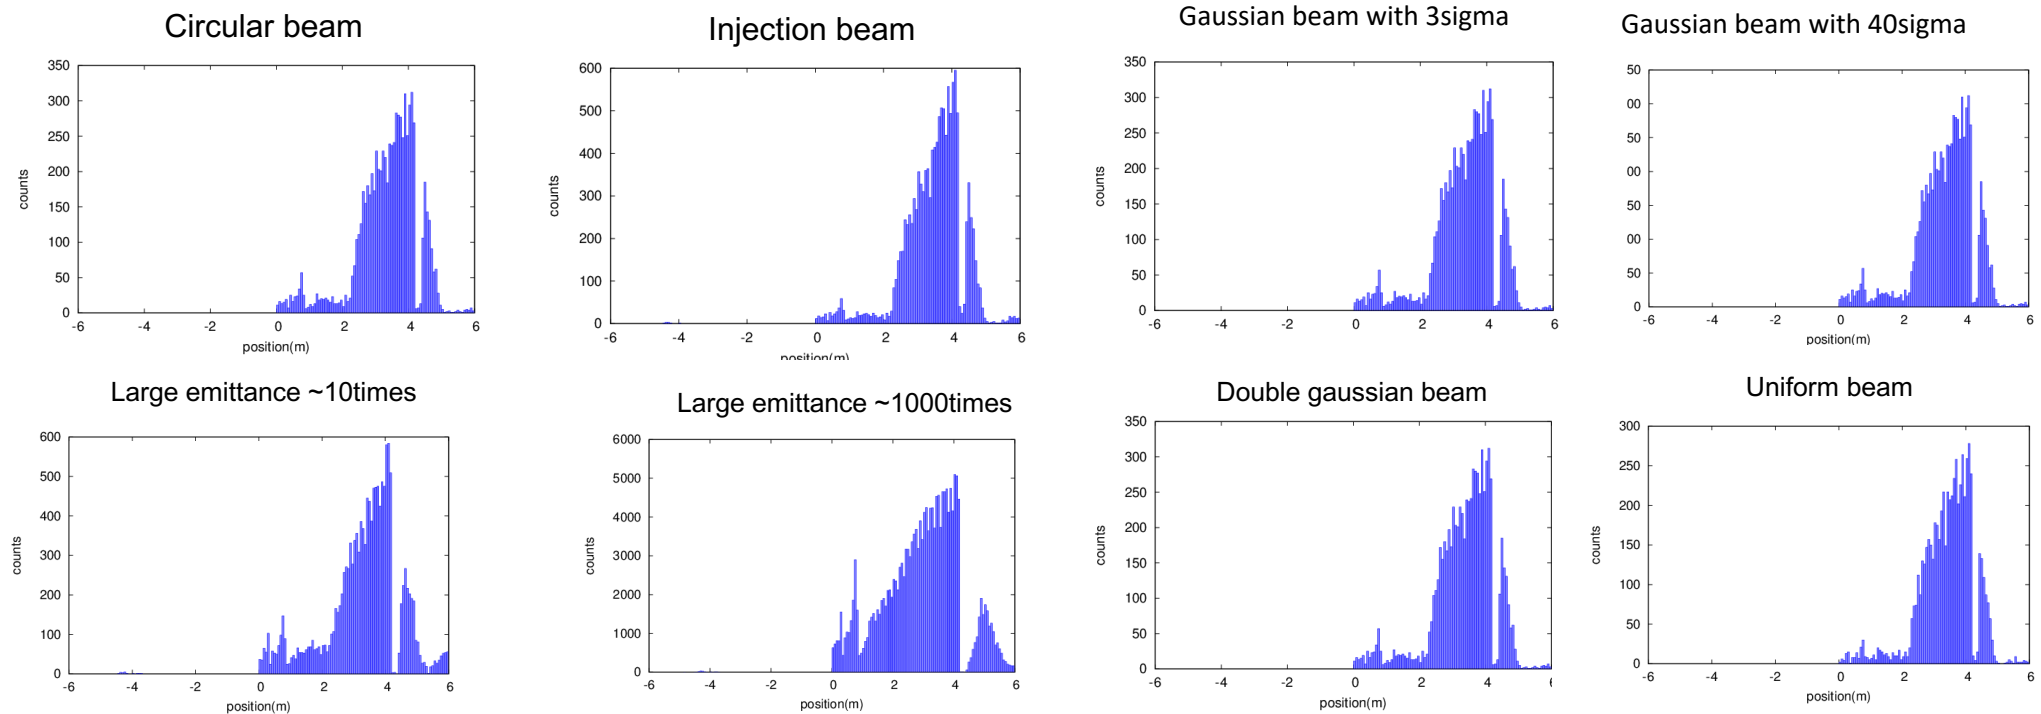 Circular beam
350
300
250
200
150
100
50
0
counts
-6 -4 -2 0 2 4 6
position(m)
Injection beam
600
500
400
300
200
100
0
counts
-6 -4 -2 0 2 4 6
position(m)
Gaussian beam with 3sigma
350
300
250
200
150
100
50
0
counts
-6 -4 -2 0 2 4 6
position(m)
Gaussian beam with 40sigma
50
00
50
00
50
00
50
0
-6 -4 -2 0 2 4 6
position(m)
Large emittance ~10times
600
500
400
300
200
100
0
counts
-6 -4 -2 0 2 4 6
position(m)
Large emittance ~1000times
6000
5000
4000
3000
2000
1000
0
counts
-6 -4 -2 0 2 4 6
position(m)
Double gaussian beam
350
300
250
200
150
100
50
0
counts
-6 -4 -2 0 2 4
position(m)
Uniform beam
300
250
200
150
100
50
0
counts
-6 -4 -2 0 2 4 6
position(m)